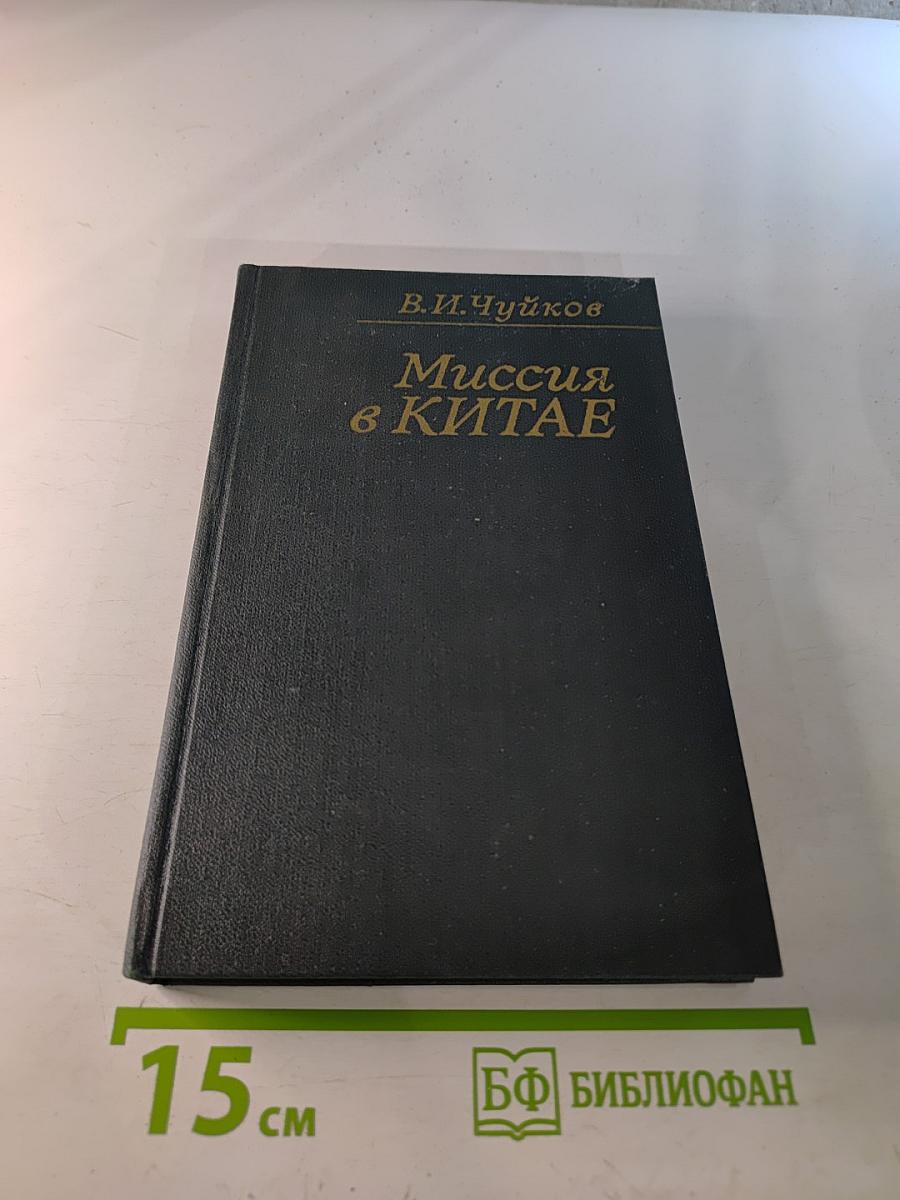 В.И.Чуйков
Миссия
в КИТАЕ
15 см
БФ БИБЛИОФАН